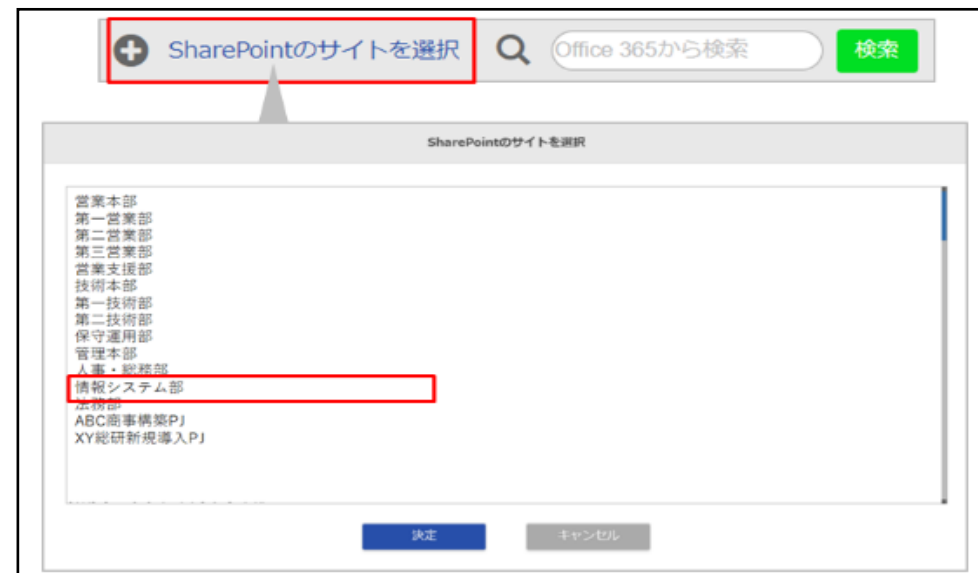 SharePointのサイトを選択 Office 365から検索 検索
SharePointのサイトを選択
営業本部
第一営業部
第二営業部
第三営業部
営業支援部
技術本部
第一技術部
第二技術部
保守運用部
管理本部
人事・総務部
情報システム部
法務部
ABC商事構築PJ
XY総研新規導入PJ
決定 キャンセル